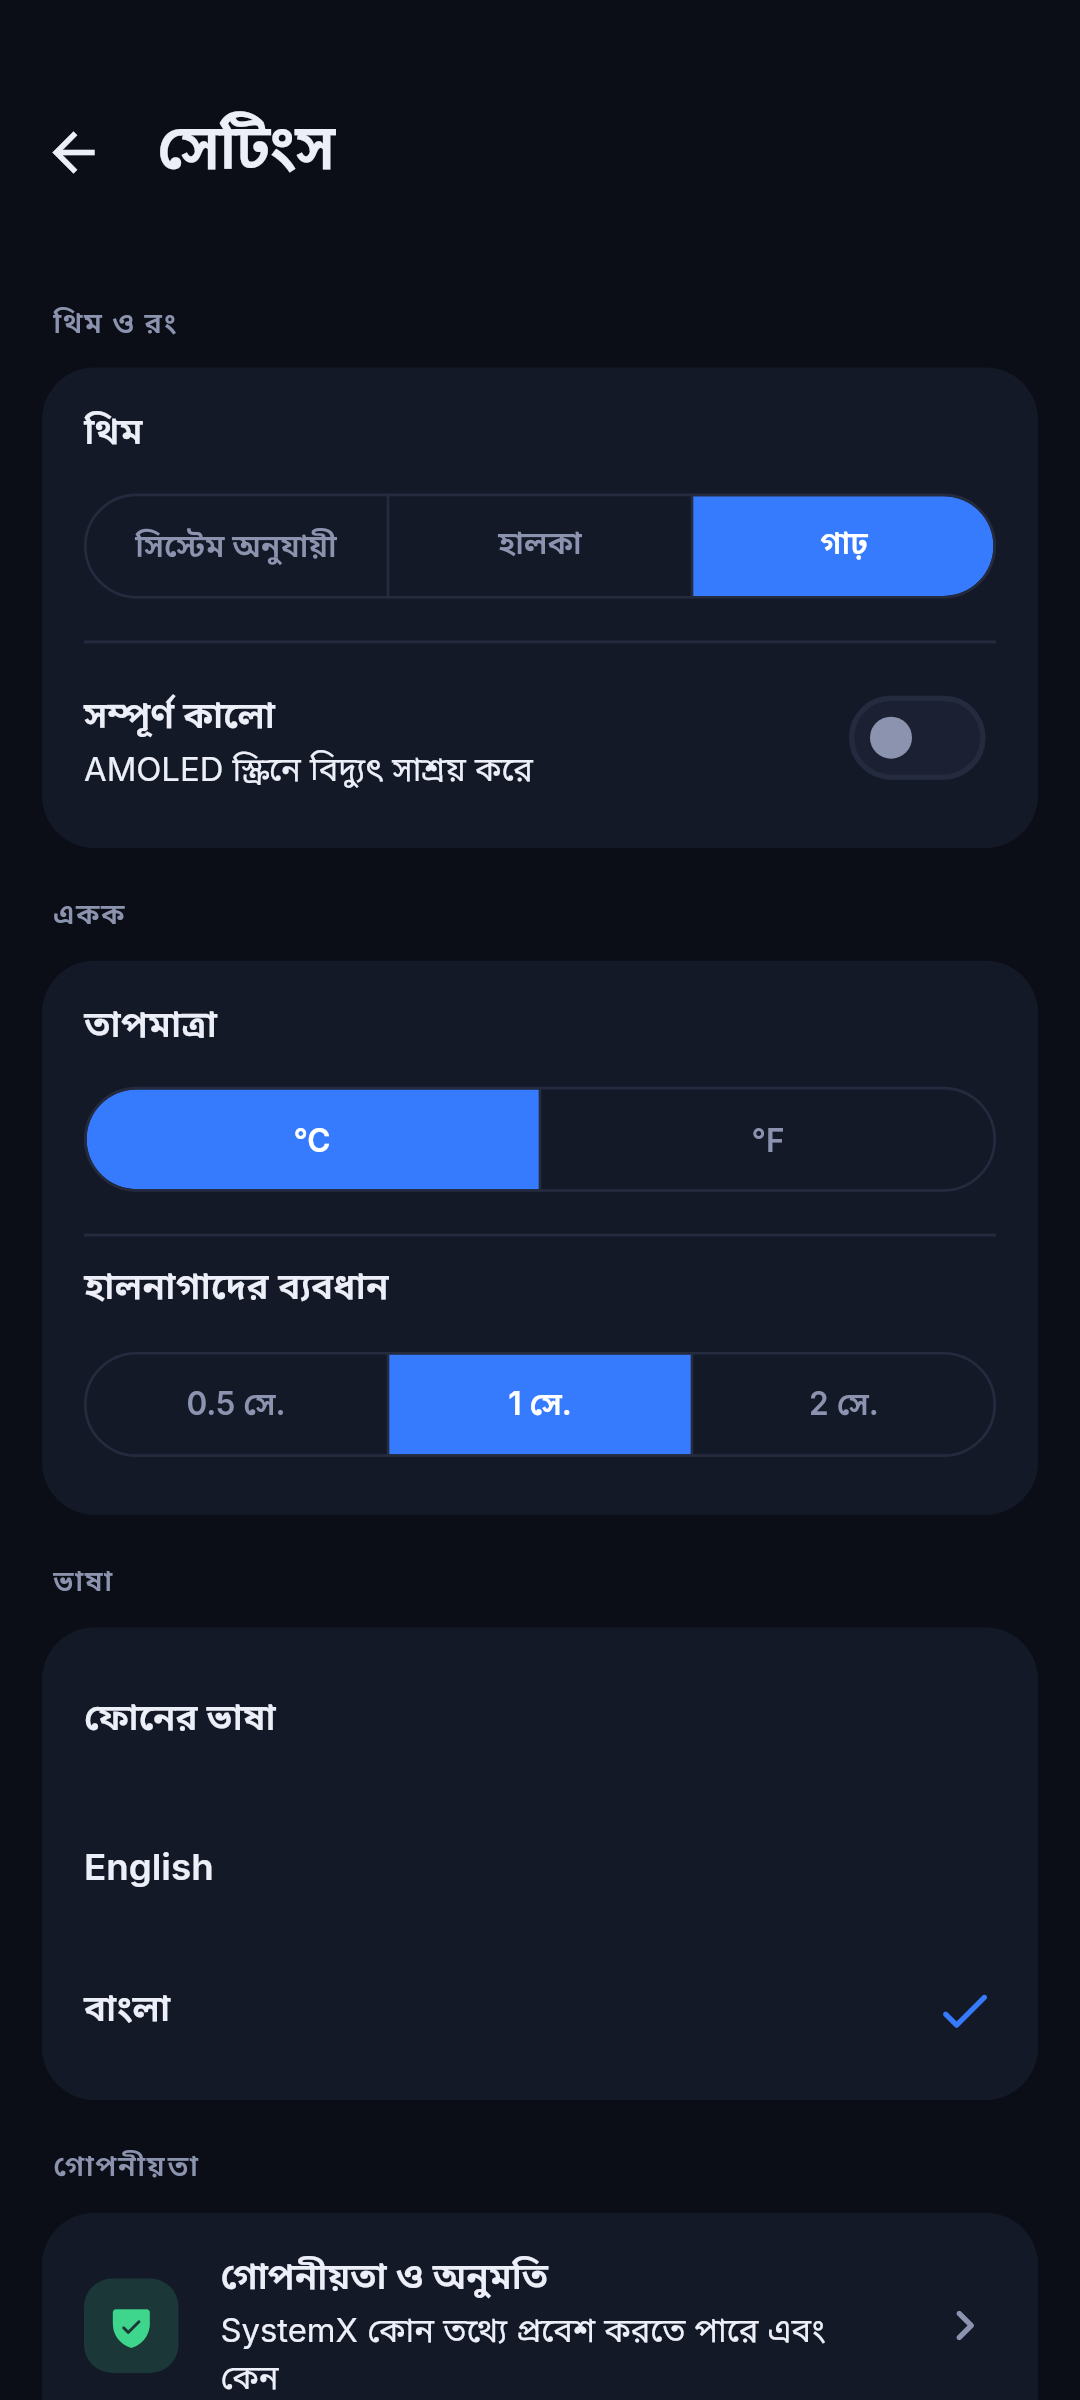 সেটিংস
থিম ও রং
থিম
সিস্টেম অনুযায়ী
হালকা
গাঢ়
সম্পূর্ণ কালো
AMOLED স্ক্রিনে বিদ্যুৎ সাশ্রয় করে
একক
তাপমাত্রা
°C
°F
হালনাগাদের ব্যবধান
0.5 সে.
1 সে.
2 সে.
ভাষা
ফোনের ভাষা
English
বাংলা
গোপনীয়তা
গোপনীয়তা ও অনুমতি
SystemX কোন তথ্যে প্রবেশ করতে পারে এবং
কেন